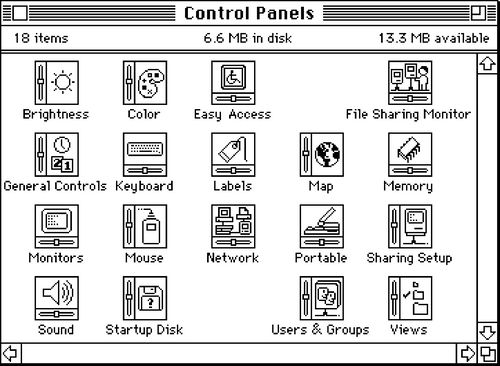 Control Panels
18 items 6.6 MB in disk 13.3 MB available
Brightness Color Easy Access File Sharing Monitor
General Controls Keyboard Labels Map Memory
Monitors Mouse Network Portable Sharing Setup
Sound Startup Disk Users & Groups Views